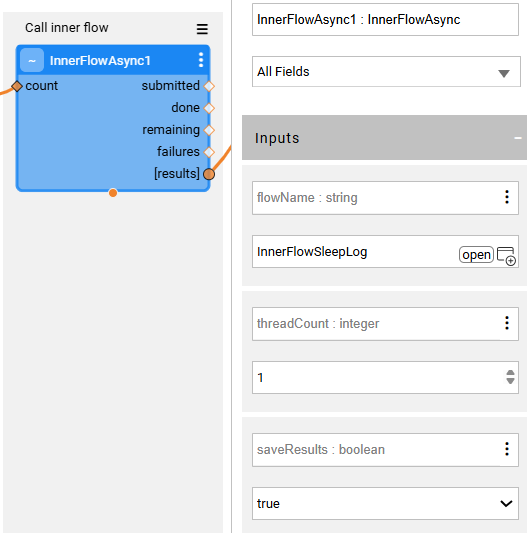 Call inner flow
InnerFlowAsync1
count
submitted
done
remaining
failures
[results]
InnerFlowAsync1 : InnerFlowAsync
All Fields
Inputs
flowName : string
InnerFlowSleepLog
open
threadCount : integer
1
saveResults : boolean
true